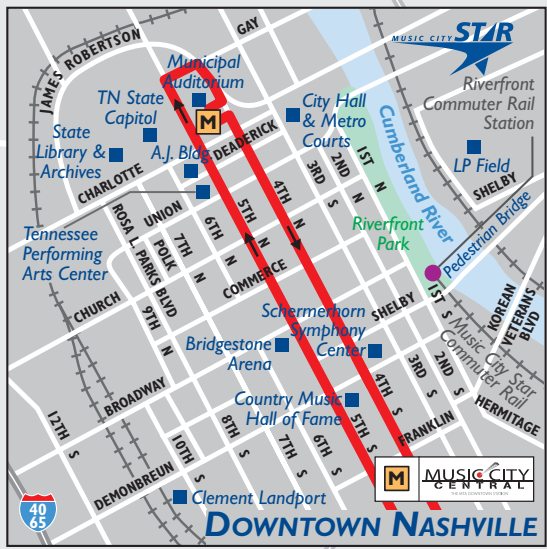 MUSIC CITY STAR
GAY
JAMES ROBERTSON
Municipal
Auditorium
Riverfront
Commuter Rail
Station
TN State
Capitol
City Hall
& Metro
Courts
M
State
Library &
Archives
A.J. Bldg.
DEADERICK
Cumberland River
LP Field
SHELBY
CHARLOTTE
1ST N
2ND N
3RD S
4TH N
5TH N
6TH N
7TH N
UNION
POLK
ROSA L. PARKS BLVD
9TH N
Tennessee
Performing
Arts Center
Riverfront
Park
Pedestrian Bridge
COMMERCE
CHURCH
Schermerhorn
Symphony
Center
SHELBY
1ST S
KOREAN
VETERANS
BLVD
Music City Star
Commuter Rail
Bridgestone
Arena
BROADWAY
2ND S
3RD S
4TH S
HERMITAGE
Country Music
Hall of Fame
5TH S
FRANKLIN
12TH S
10TH S
8TH S
7TH S
6TH S
DEMONBREUN
Clement Landport
M
MUSIC CITY
CENTRAL
40
65
DOWNTOWN NASHVILLE